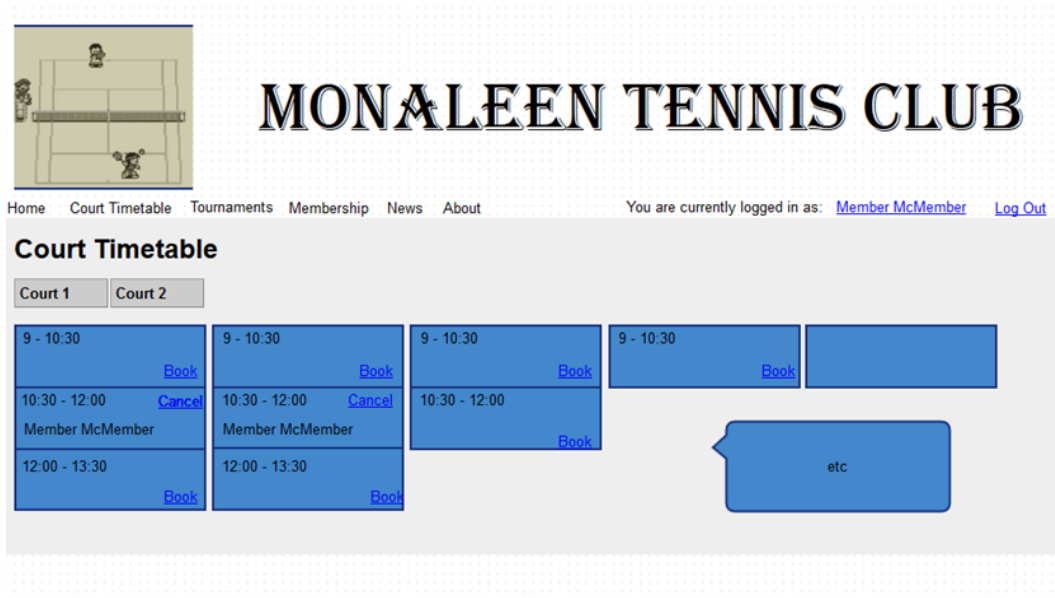 MONALEEN TENNIS CLUB
Home Court Timetable Tournaments Membership News About You are currently logged in as: Member McMember Log Out
Court Timetable
Court 1 Court 2
9 - 10:30 9 - 10:30 9 - 10:30 9 - 10:30
Book Book Book Book
10:30 - 12:00 Cancel 10:30 - 12:00 Cancel 10:30 - 12:00
Member McMember Member McMember
Book
12:00 - 13:30 12:00 - 13:30
etc
Book Book